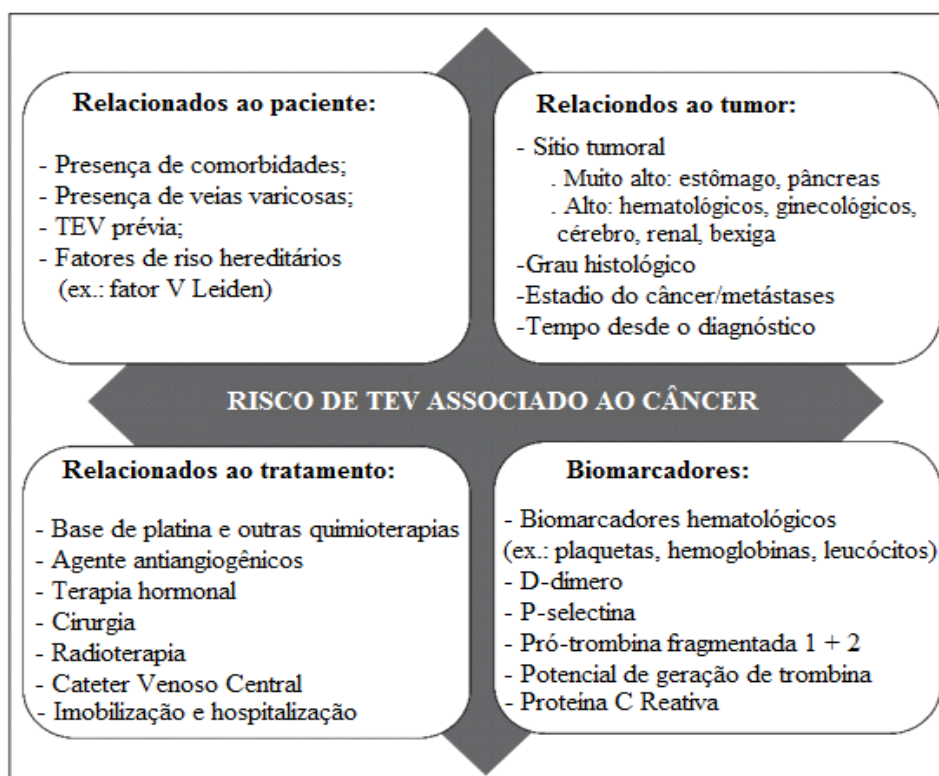 Relacionados ao paciente:
- Presença de comorbidades;
- Presença de veias varicosas;
- TEV prévia;
- Fatores de riso hereditários
(ex.: fator V Leiden)
Relaciondos ao tumor:
- Sítio tumoral
. Muito alto: estômago, pâncreas
. Alto: hematológicos, ginecológicos,
cérebro, renal, bexiga
-Grau histológico
-Estadio do câncer/metástases
-Tempo desde o diagnóstico
RISCO DE TEV ASSOCIADO AO CÂNCER
Relacionados ao tratamento:
- Base de platina e outras quimioterapias
- Agente antiangiogênicos
- Terapia hormonal
- Cirurgia
- Radioterapia
- Cateter Venoso Central
- Imobilização e hospitalização
Biomarcadores:
- Biomarcadores hematológicos
(ex.: plaquetas, hemoglobinas, leucócitos)
- D-dímero
- P-selectina
- Pró-trombina fragmentada 1 + 2
- Potencial de geração de trombina
- Proteína C Reativa